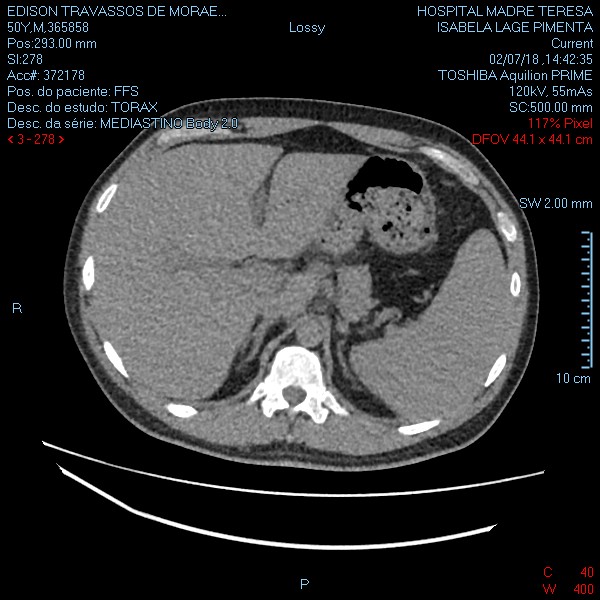 EDISON TRAVASSOS DE MORAE...
50Y,M,365858
Pos:293.00 mm
SI:278
Acc#: 372178
Pos. do paciente: FFS
Desc. do estudo: TORAX
Desc. da série: MEDIASTINO Body 2.0
< 3 - 278 >
Lossy
HOSPITAL MADRE TERESA
ISABELA LAGE PIMENTA
Current
02/07/18 ,14:42:35
TOSHIBA Aquilion PRIME
120kV, 55mAs
SC:500.00 mm
117% Pixel
DFOV 44.1 x 44.1 cm
SW 2.00 mm
R
10 cm
P
C 40
W 400